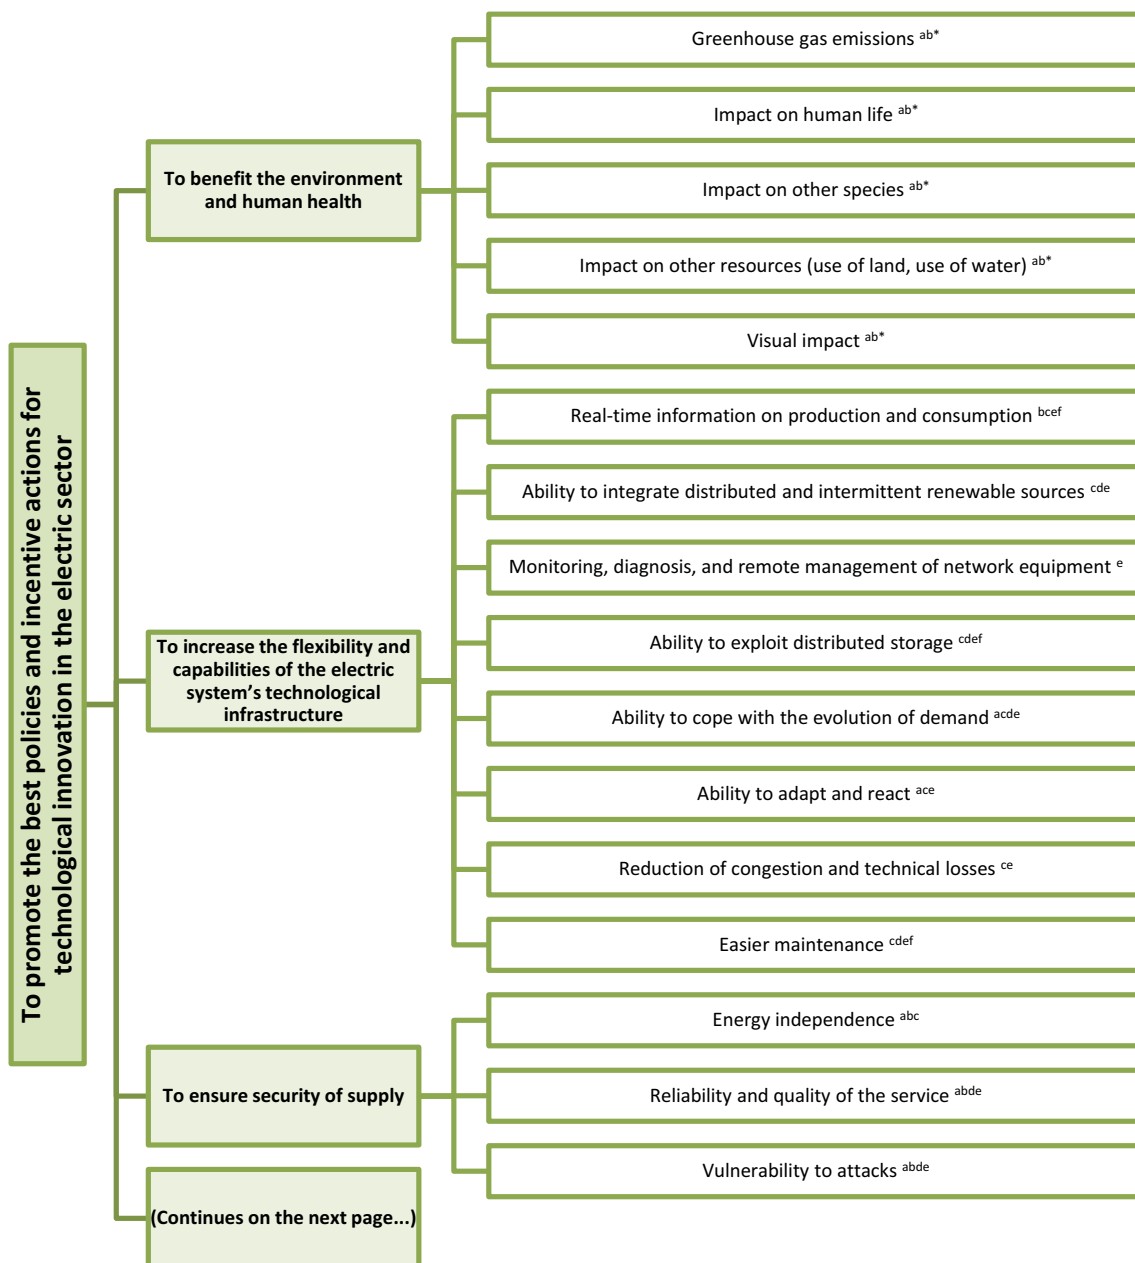 To promote the best policies and incentive actions for
technological innovation in the electric sector
To benefit the environment
and human health
Greenhouse gas emissions ab*
Impact on human life ab*
Impact on other species ab*
Impact on other resources (use of land, use of water) ab*
Visual impact ab*
To increase the flexibility and
capabilities of the electric
system’s technological
infrastructure
Real-time information on production and consumption bcef
Ability to integrate distributed and intermittent renewable sources cde
Monitoring, diagnosis, and remote management of network equipment e
Ability to exploit distributed storage cdef
Ability to cope with the evolution of demand acde
Ability to adapt and react ace
Reduction of congestion and technical losses ce
Easier maintenance cdef
To ensure security of supply
Energy independence abc
Reliability and quality of the service abde
Vulnerability to attacks abde
(Continues on the next page...)